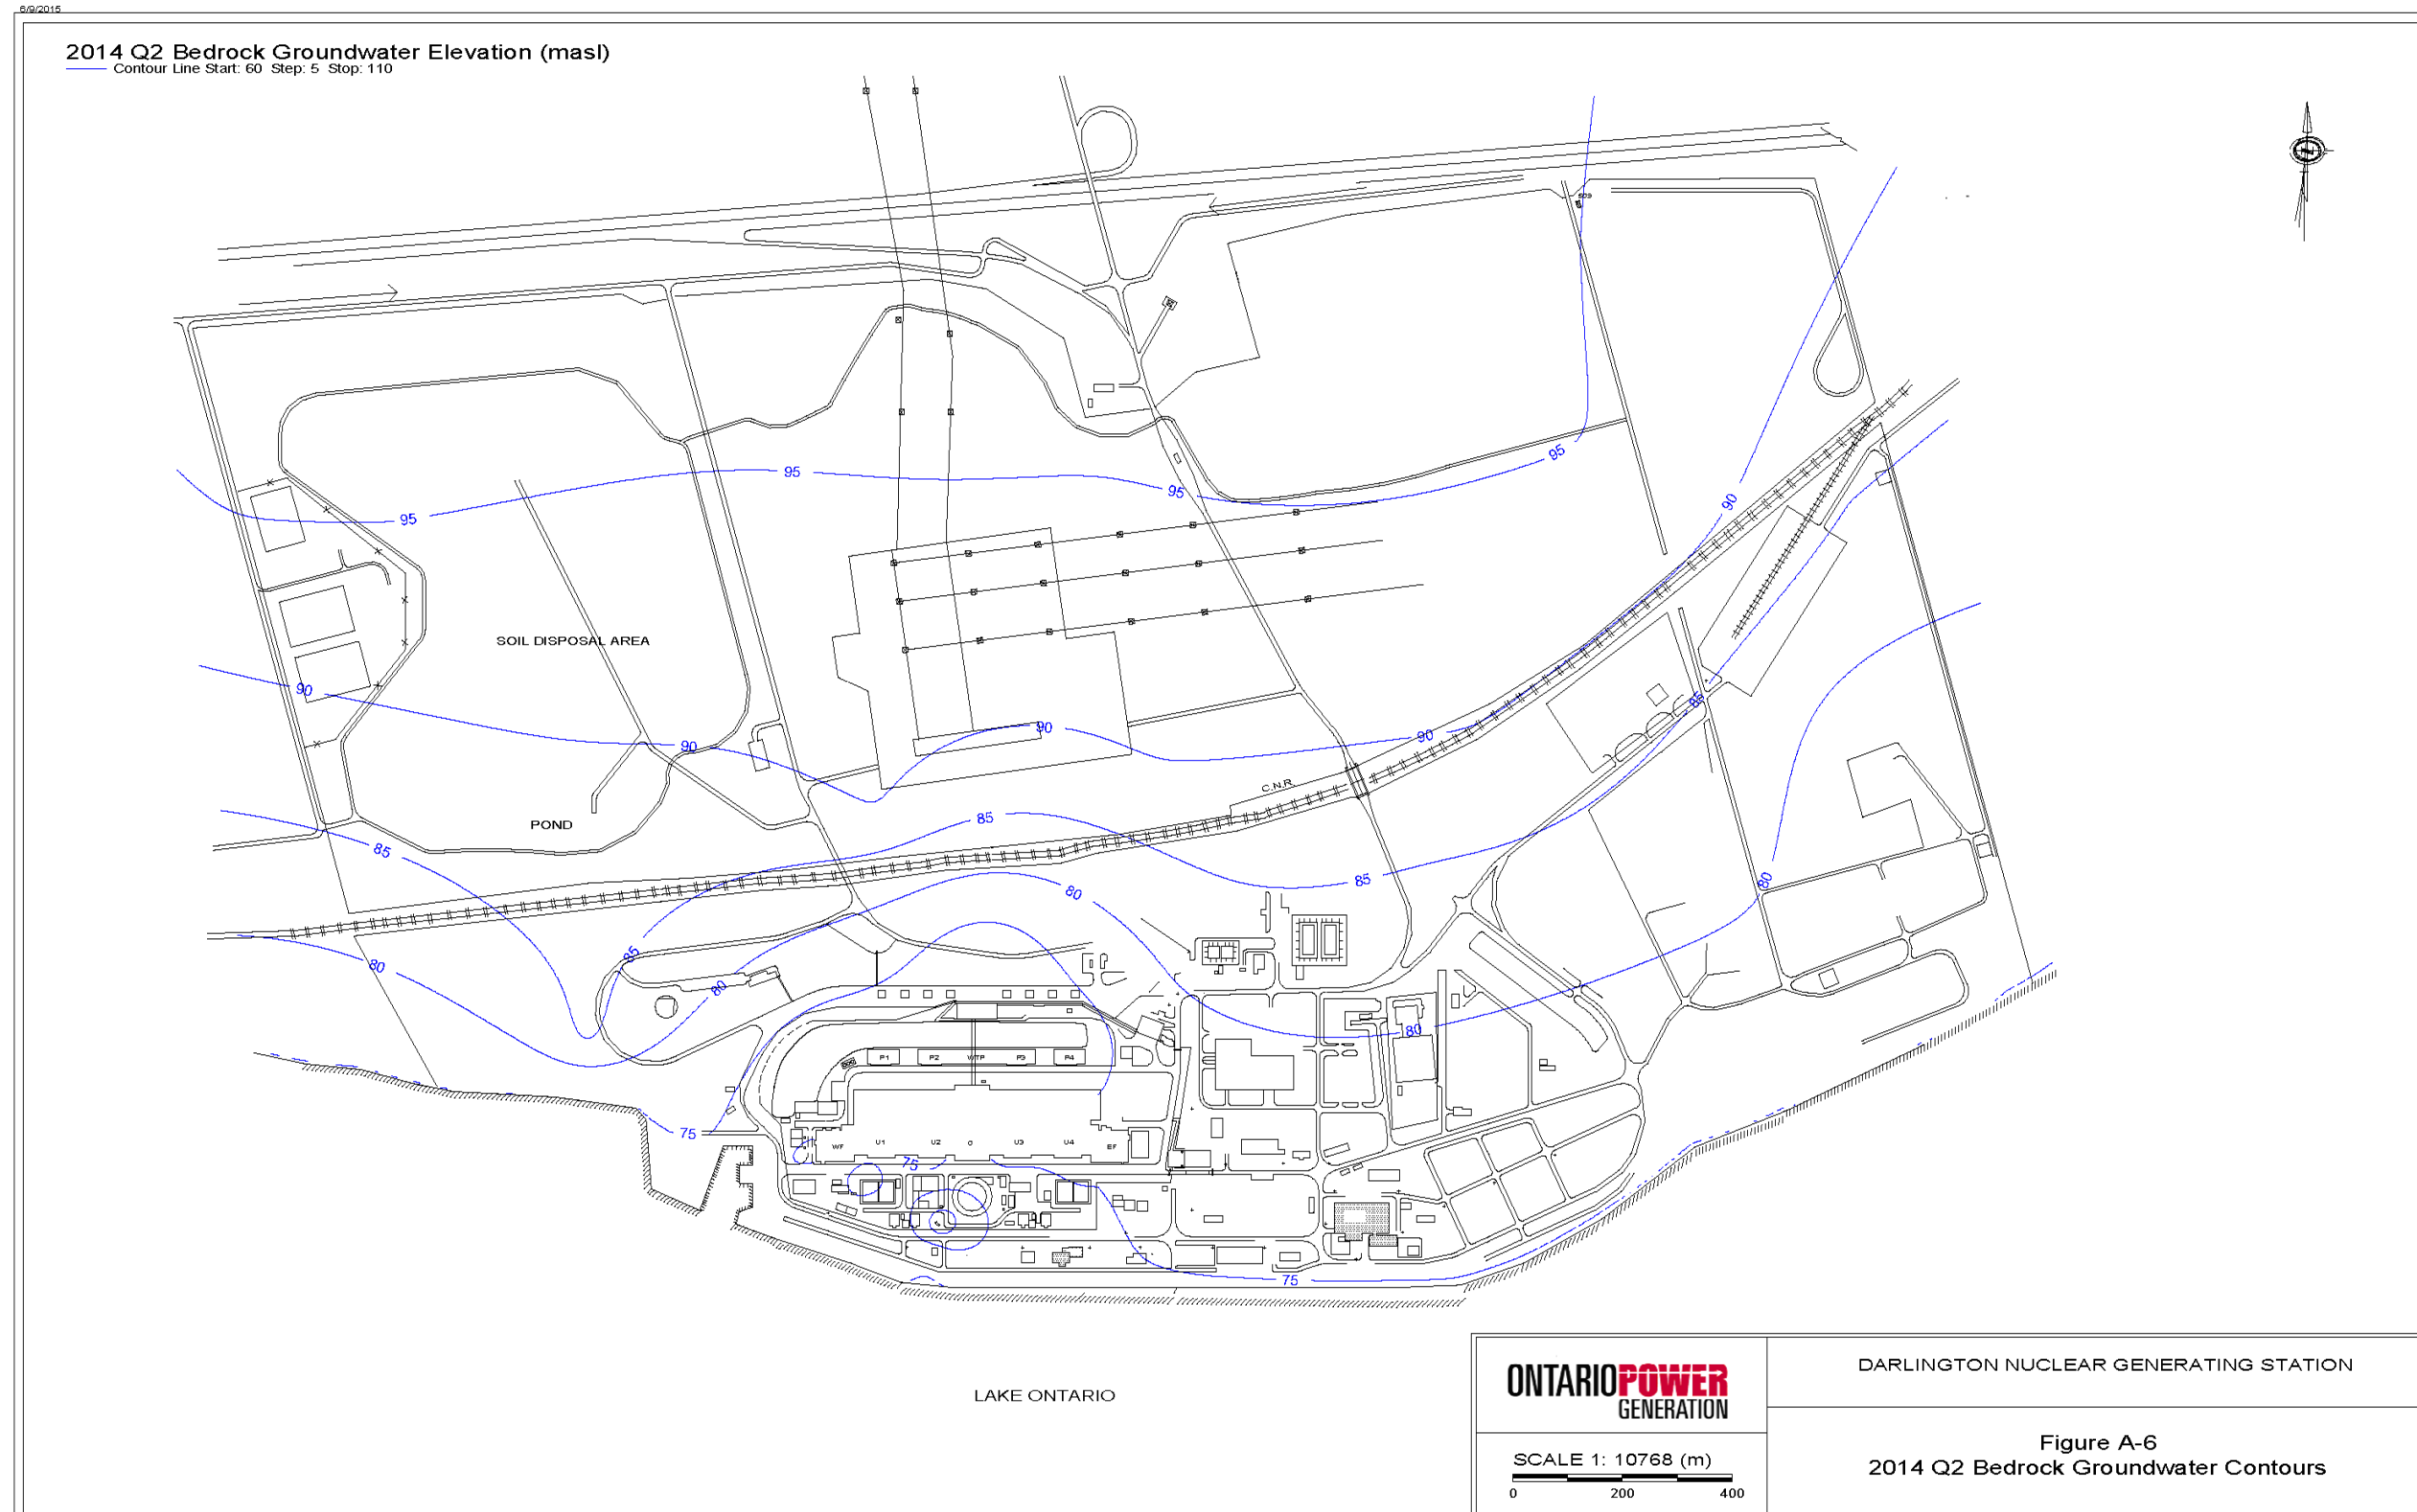 6/9/2015
2014 Q2 Bedrock Groundwater Elevation (masl)
Contour Line Start: 60 Step: 5 Stop: 110
95
95
95
95
90
SOIL DISPOSAL AREA
90
90
90
90
85
C.N.R.
POND
85
85
85
85
80
80
80
80
80
P1 P2 WTP P3 P4
75
WF U1 U2 0 U3 U4 EF
75
75
LAKE ONTARIO
ONTARIOPOWER
GENERATION
SCALE 1: 10768 (m)
0 200 400
DARLINGTON NUCLEAR GENERATING STATION
Figure A-6
2014 Q2 Bedrock Groundwater Contours